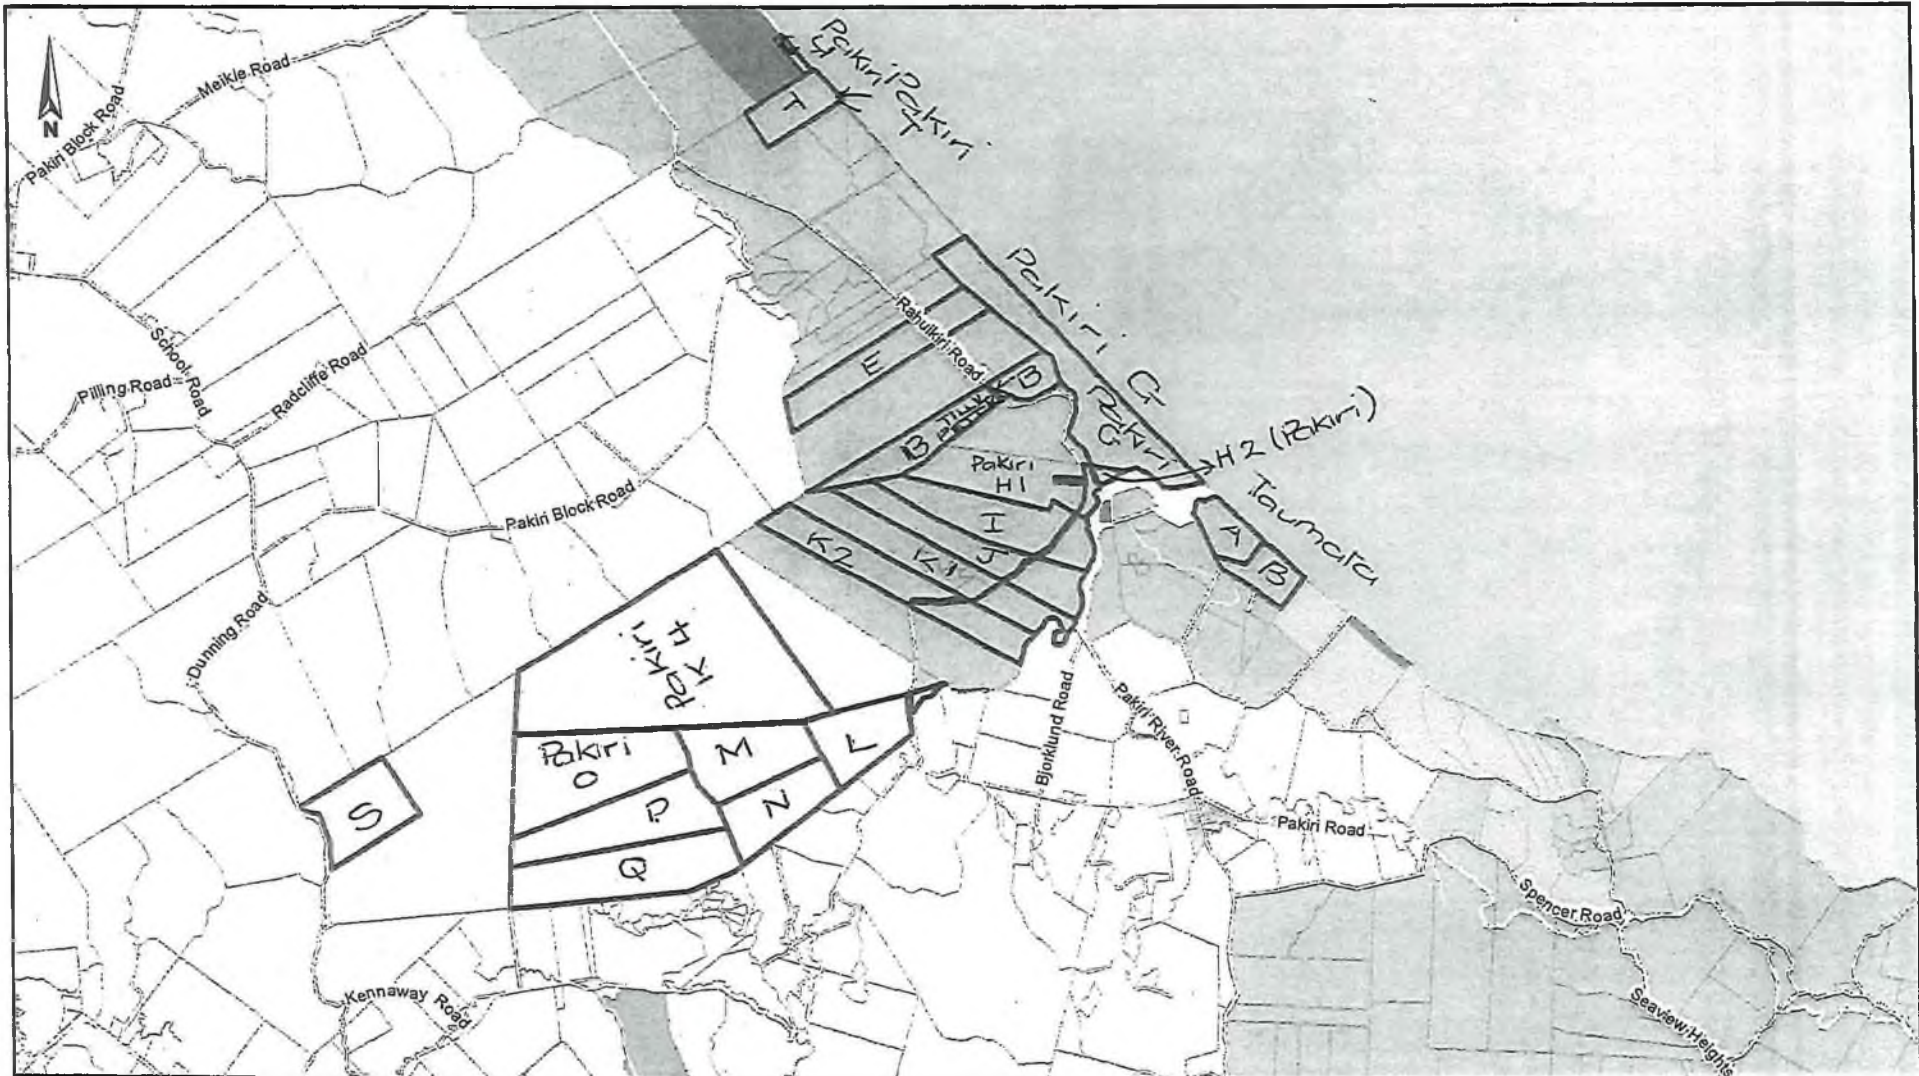 Pakiri
Pakiri
T
T
Meikle Road
N
Pakiri Block Road
Pakiri
G
Rahuikiri Road
E
B
B
Pakiri
G
H2 (Pakiri)
Pakiri
H1
Taumata
A
B
I
J
K1
K2
School Road
Pilling Road
Radcliffe Road
Pakiri Block Road
Dunning Road
Pakiri
K4
Pakiri
O
M
L
P
N
Q
S
Bjorklund Road
Pakiri River Road
Pakiri Road
Spencer Road
Seaview Heights
Kennaway Road